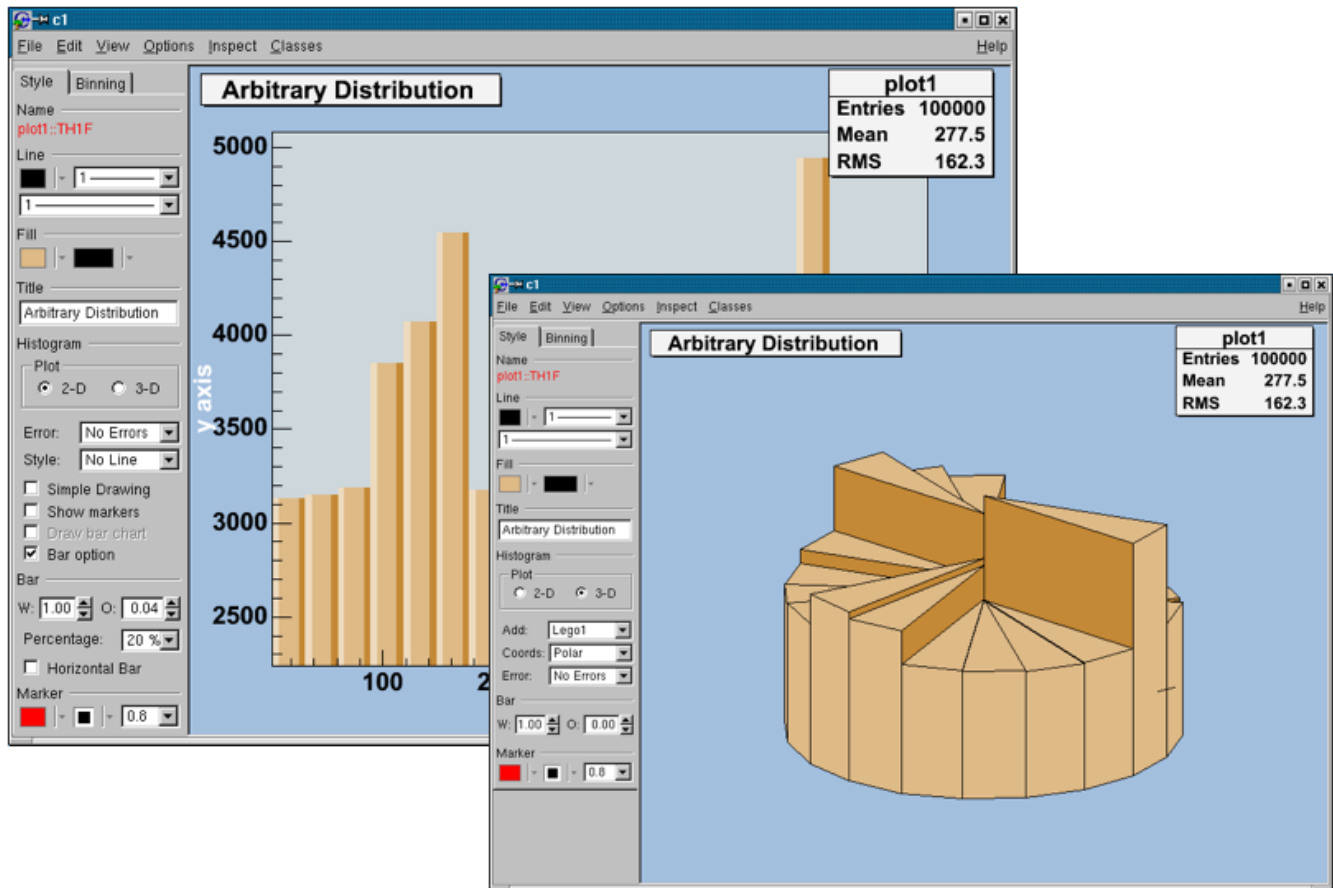 c1
File Edit View Options Inspect Classes Help
Style Binning
Name
plot1::TH1F
Line
1
1
Fill
Title
Arbitrary Distribution
Histogram
Plot
2-D 3-D
Error: No Errors
Style: No Line
Simple Drawing
Show markers
Draw bar chart
Bar option
Bar
W: 1.00 O: 0.04
Percentage: 20 %
Horizontal Bar
Marker
0.8
Arbitrary Distribution
plot1
Entries 100000
Mean 277.5
RMS 162.3
5000
4500
4000
3500
3000
2500
y axis
100 2
c1
File Edit View Options Inspect Classes Help
Style Binning
Name
plot1::TH1F
Line
1
1
Fill
Title
Arbitrary Distribution
Histogram
Plot
2-D 3-D
Add: Lego1
Coords: Polar
Error: No Errors
Bar
W: 1.00 O: 0.00
Marker
0.8
Arbitrary Distribution
plot1
Entries 100000
Mean 277.5
RMS 162.3